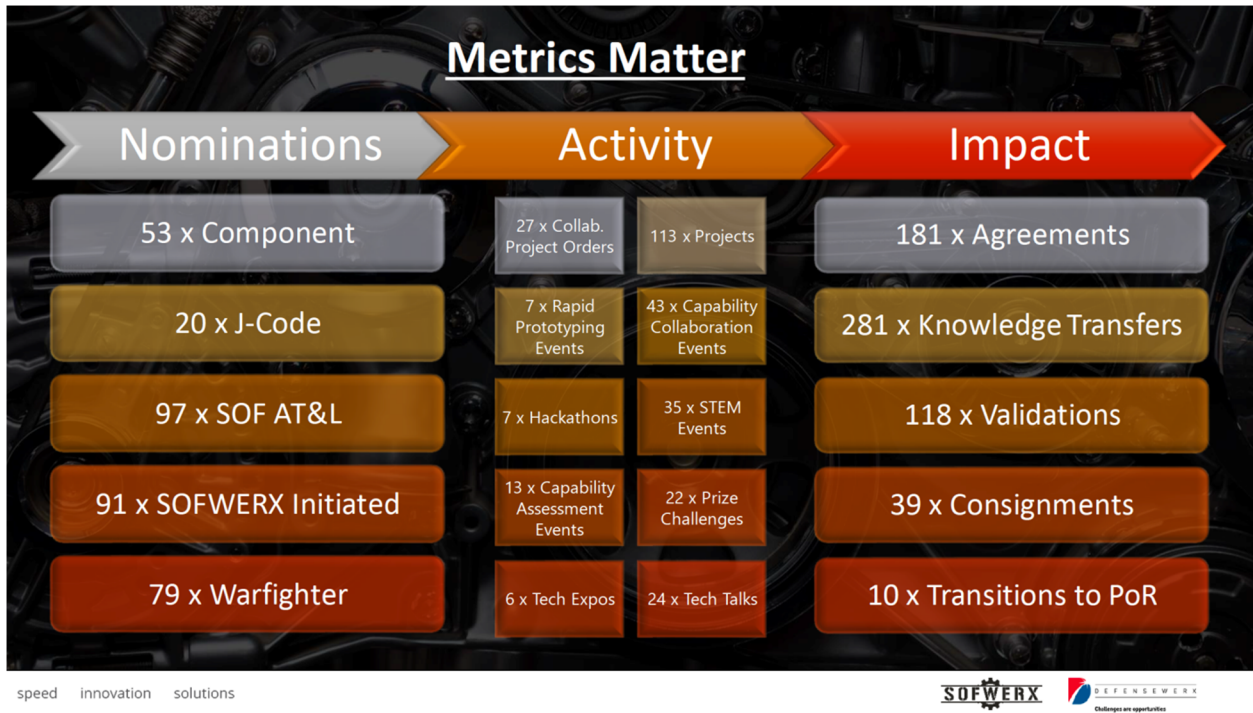 Metrics Matter
Nominations
Activity
Impact
53 x Component
27 x Collab.
Project Orders
113 x Projects
181 x Agreements
20 x J-Code
7 x Rapid
Prototyping
Events
43 x Capability
Collaboration
Events
281 x Knowledge Transfers
97 x SOF AT&L
7 x Hackathons
35 x STEM
Events
118 x Validations
91 x SOFWERX Initiated
13 x Capability
Assessment
Events
22 x Prize
Challenges
39 x Consignments
79 x Warfighter
6 x Tech Expos
24 x Tech Talks
10 x Transitions to PoR
speed innovation solutions
SOFWERX
DEFENSEWERX
Challenges are opportunities